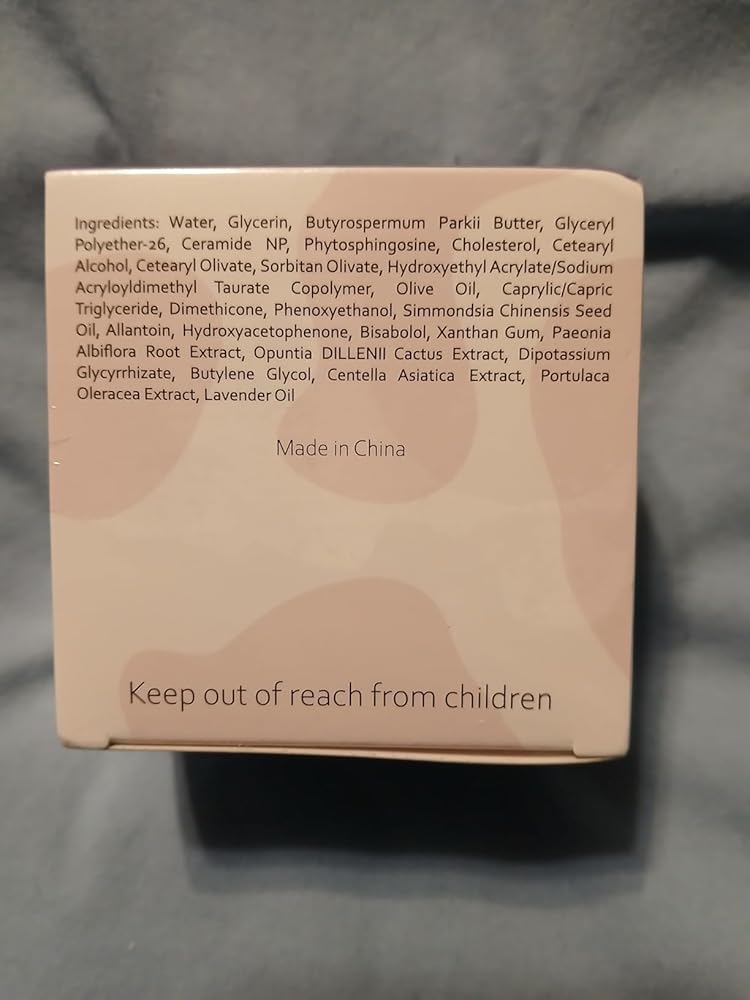 Ingredients: Water, Glycerin, Butyrospermum Parkii Butter, Glyceryl
Polyether-26, Ceramide NP, Phytosphingosine, Cholesterol, Cetearyl
Alcohol, Cetearyl Olivate, Sorbitan Olivate, Hydroxyethyl Acrylate/Sodium
Acryloyldimethyl Taurate Copolymer, Olive Oil, Caprylic/Capric
Triglyceride, Dimethicone, Phenoxyethanol, Simmondsia Chinensis Seed
Oil, Allantoin, Hydroxyacetophenone, Bisabolol, Xanthan Gum, Paeonia
Albiflora Root Extract, Opuntia DILLENII Cactus Extract, Dipotassium
Glycyrrhizate, Butylene Glycol, Centella Asiatica Extract, Portulaca
Oleracea Extract, Lavender Oil
Made in China
Keep out of reach from children